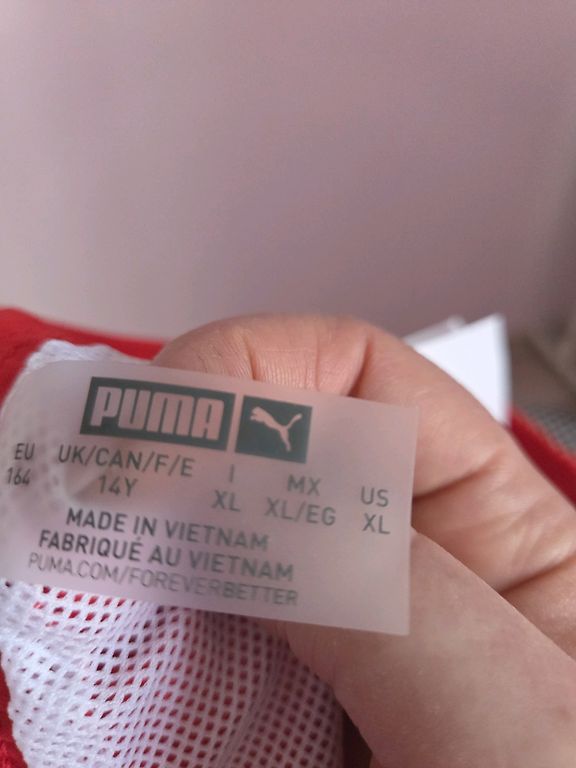 PUMA
EU UK/CAN/F/E I MX US
164 14Y XL XL/EG XL
MADE IN VIETNAM
FABRIQUÉ AU VIETNAM
PUMA.COM/FOREVERBETTER